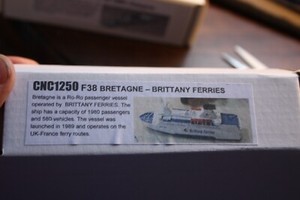 CNC1250 F38 BRETAGNE – BRITTANY FERRIES
Bretagne is a Ro-Ro passenger vessel
operated by BRITTANY FERRIES. The
ship has a capacity of 1980 passengers
and 580 vehicles. The vessel was
launched in 1989 and operates on the
UK-France ferry routes.